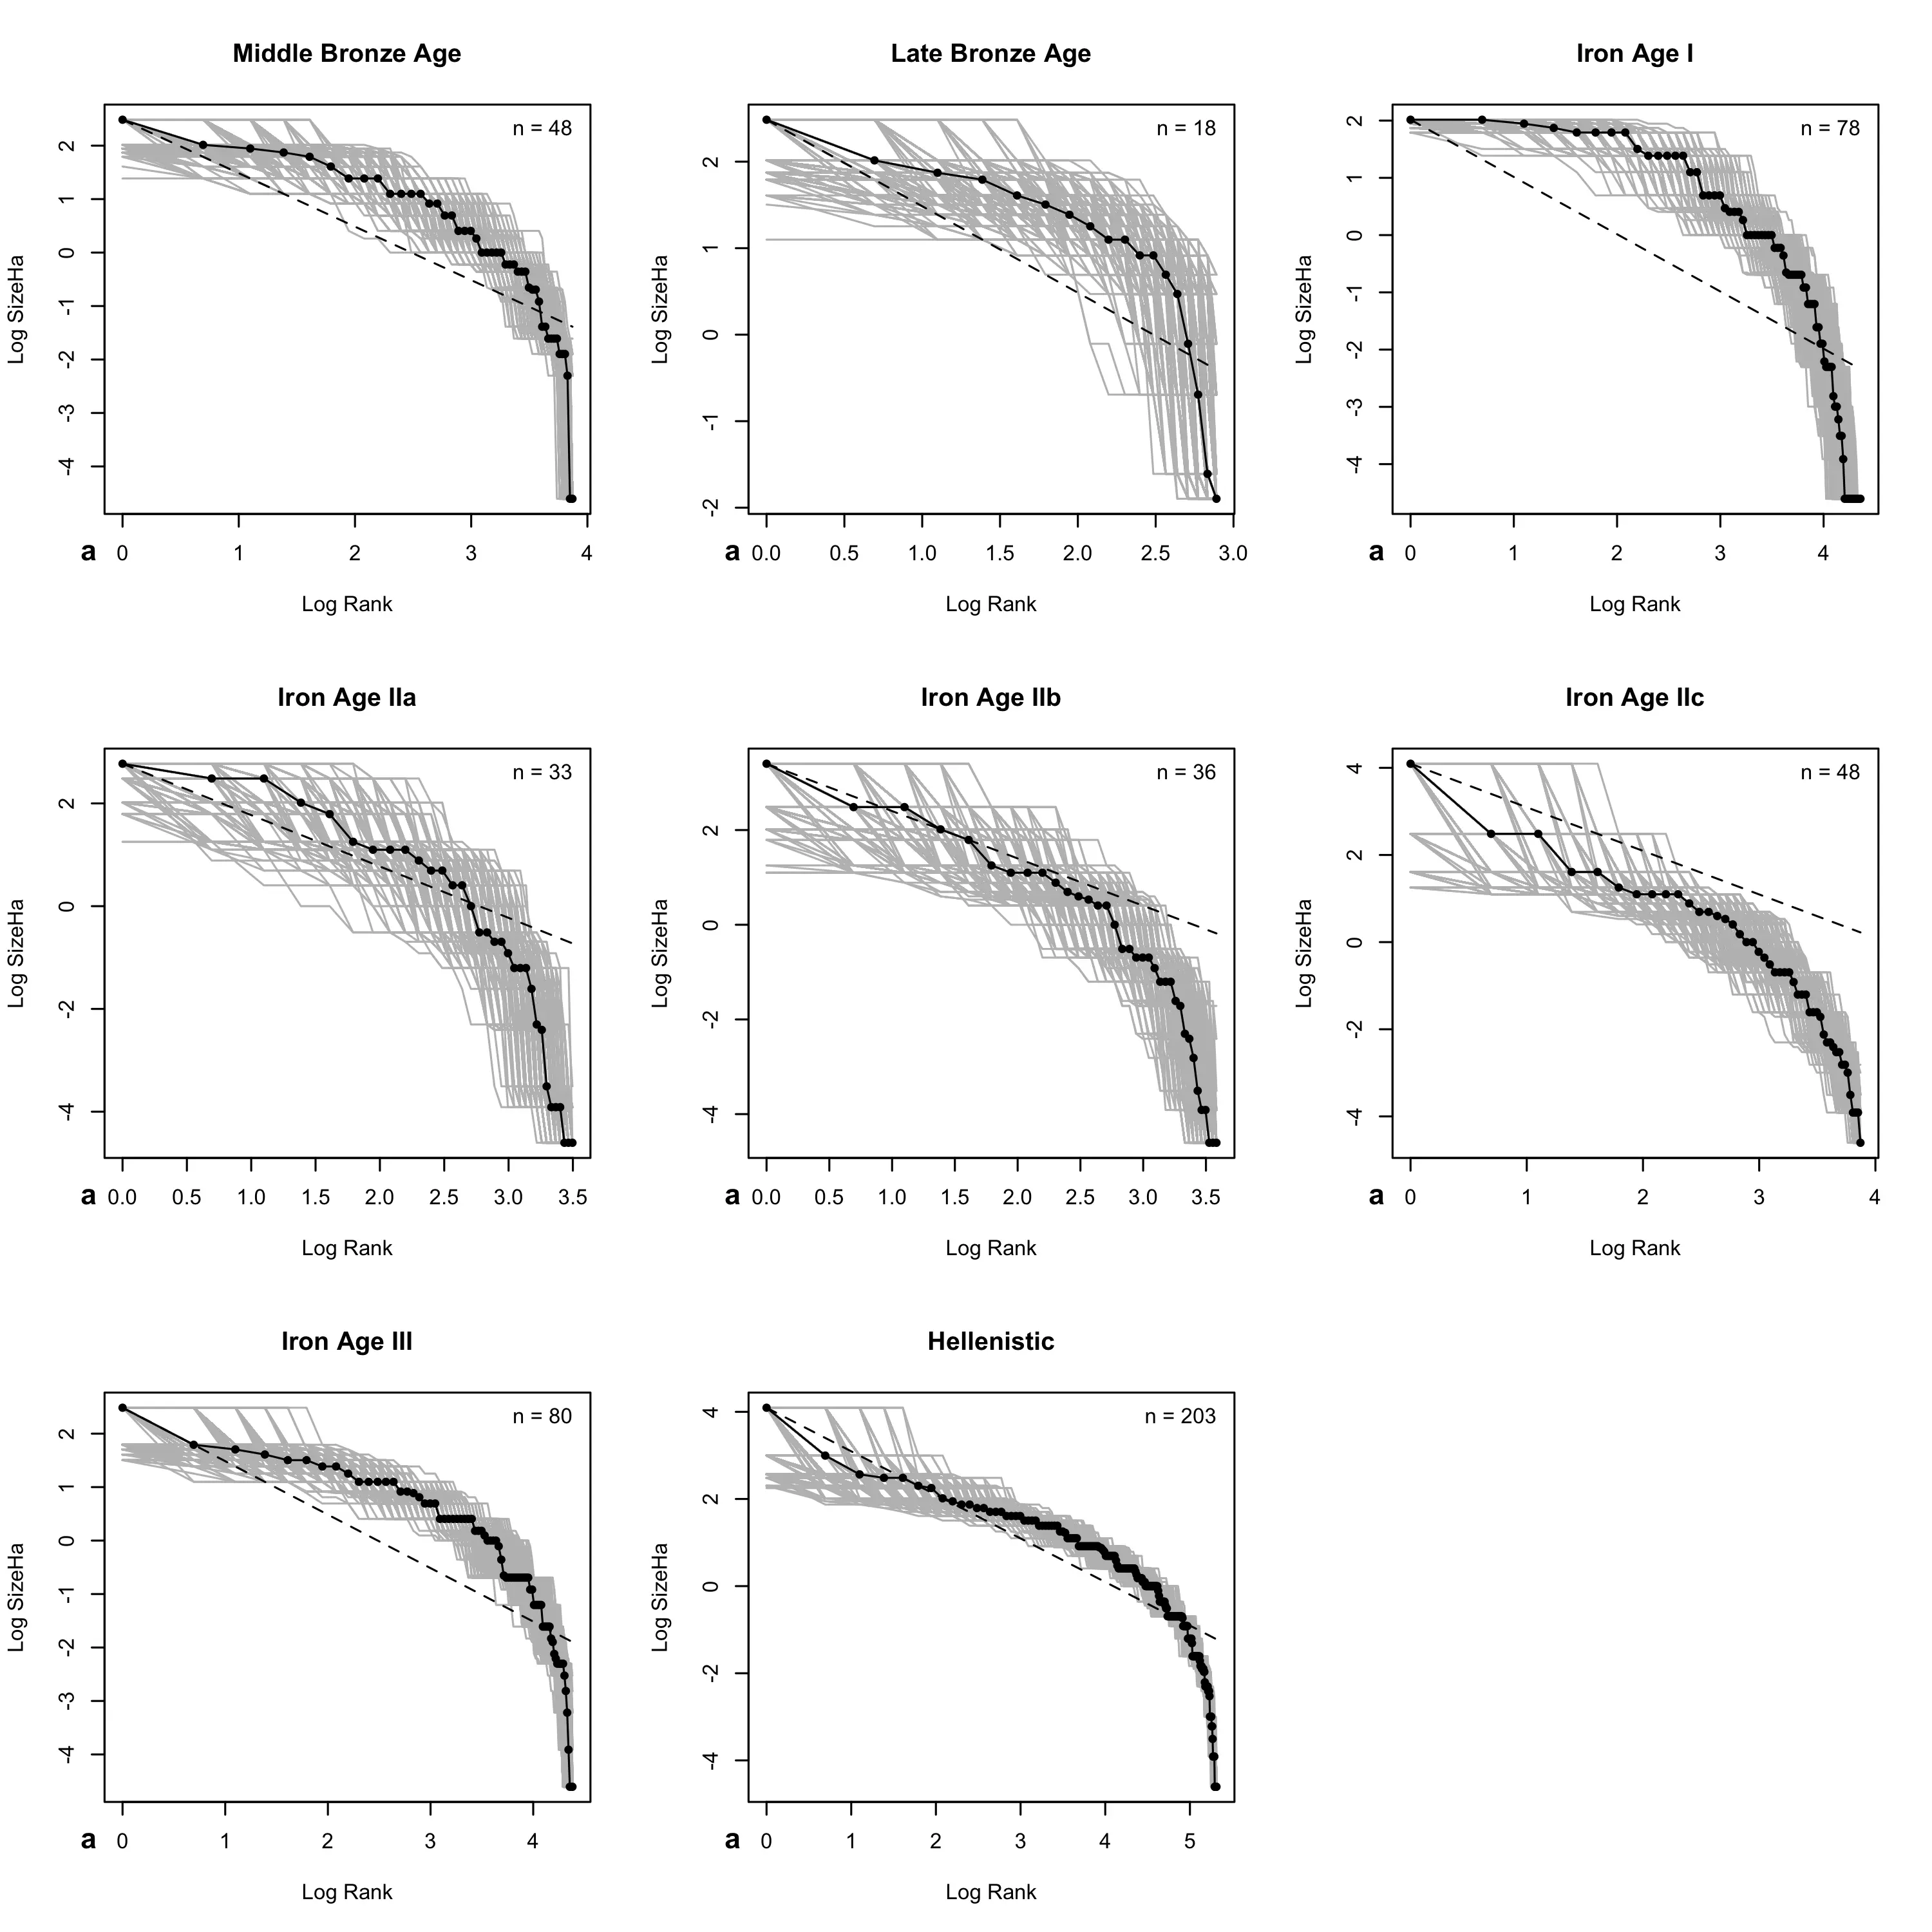 Middle Bronze Age
n = 48
2
1
0
-1
-2
-3
-4
Log SizeHa
a 0 1 2 3 4
Log Rank
Late Bronze Age
n = 18
2
1
0
-1
-2
Log SizeHa
a 0.0 0.5 1.0 1.5 2.0 2.5 3.0
Log Rank
Iron Age I
n = 78
2
1
0
-1
-2
-3
-4
Log SizeHa
a 0 1 2 3 4
Log Rank
Iron Age IIa
n = 33
2
0
-2
-4
Log SizeHa
a 0.0 0.5 1.0 1.5 2.0 2.5 3.0 3.5
Log Rank
Iron Age IIb
n = 36
2
0
-2
-4
Log SizeHa
a 0.0 0.5 1.0 1.5 2.0 2.5 3.0 3.5
Log Rank
Iron Age IIc
n = 48
4
2
0
-2
-4
Log SizeHa
a 0 1 2 3 4
Log Rank
Iron Age III
n = 80
2
1
0
-1
-2
-3
-4
Log SizeHa
a 0 1 2 3 4
Log Rank
Hellenistic
n = 203
4
2
0
-2
-4
Log SizeHa
a 0 1 2 3 4 5
Log Rank